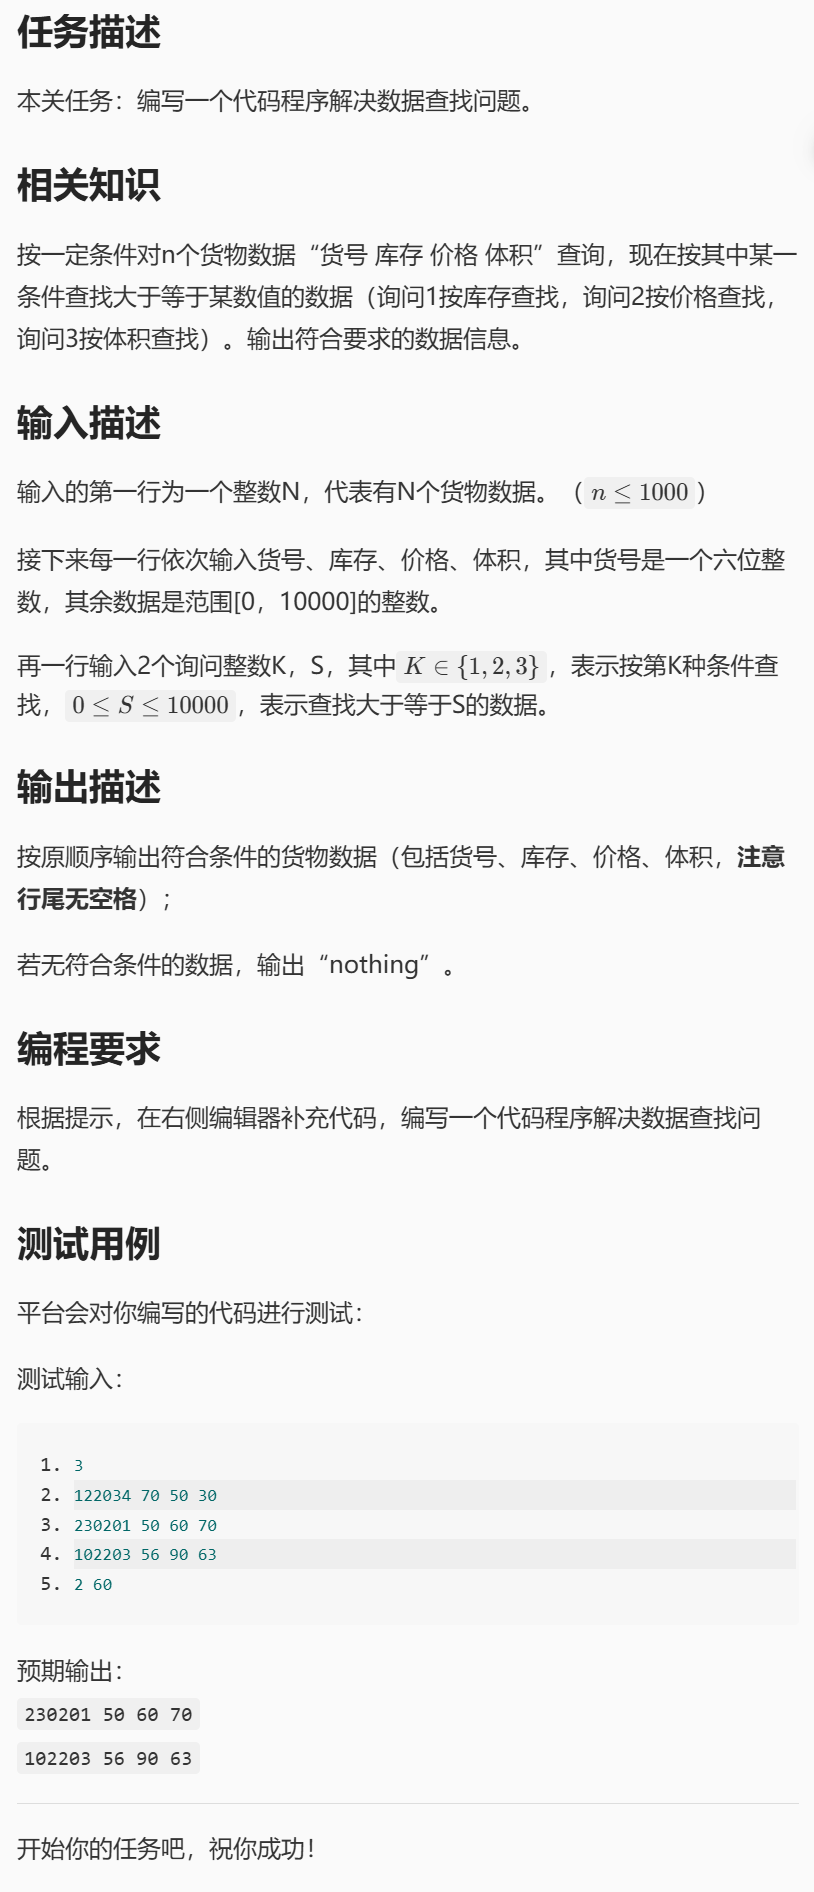 任务描述
本关任务：编写一个代码程序解决数据查找问题。
相关知识
按一定条件对n个货物数据“货号 库存 价格 体积”查询，现在按其中某一
条件查找大于等于某数值的数据（询问1按库存查找，询问2按价格查找，
询问3按体积查找）。输出符合要求的数据信息。
输入描述
输入的第一行为一个整数N，代表有N个货物数据。（n ≤ 1000）
接下来每一行依次输入货号、库存、价格、体积，其中货号是一个六位整
数，其余数据是范围[0，10000]的整数。
再一行输入2个询问整数K，S，其中K ∈ {1, 2, 3}，表示按第K种条件查
找，0 ≤ S ≤ 10000，表示查找大于等于S的数据。
输出描述
按原顺序输出符合条件的货物数据（包括货号、库存、价格、体积，注意
行尾无空格）；
若无符合条件的数据，输出“nothing”。
编程要求
根据提示，在右侧编辑器补充代码，编写一个代码程序解决数据查找问
题。
测试用例
平台会对你编写的代码进行测试：
测试输入：
1. 3
2. 122034 70 50 30
3. 230201 50 60 70
4. 102203 56 90 63
5. 2 60
预期输出：
230201 50 60 70
102203 56 90 63
开始你的任务吧，祝你成功！